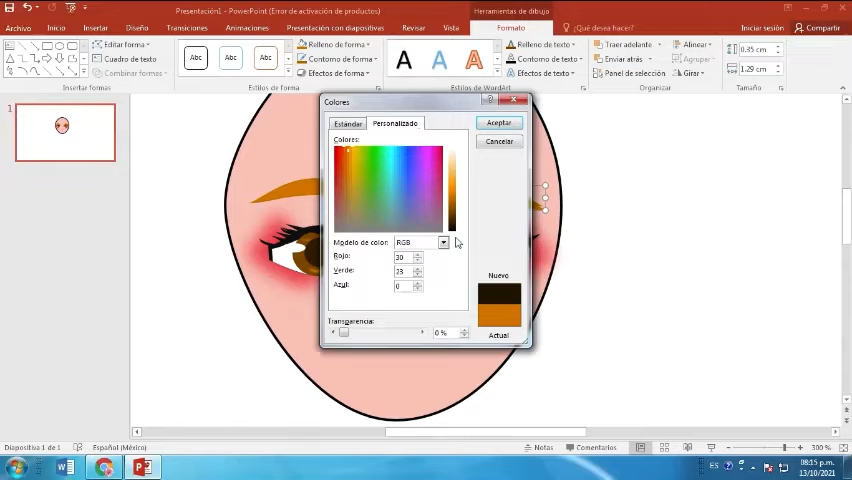 Presentación1 - PowerPoint (Error de activación de productos)
Herramientas de dibujo
Archivo Inicio Insertar Diseño Transiciones Animaciones Presentación con diapositivas Revisar Vista Formato ¿Qué desea hacer? Iniciar sesión Compartir
Editar forma
Cuadro de texto
Combinar formas
Insertar formas
Abc Abc Abc
Relleno de forma
Contorno de forma
Efectos de forma
Estilos de forma
A A A
Relleno de texto
Contorno de texto
Efectos de texto
Estilos de WordArt
Traer adelante
Enviar atrás
Panel de selección
Alinear
Agrupar
Girar
Organizar
0.35 cm
1.29 cm
Tamaño
1
Colores
Estándar Personalizado
Aceptar
Cancelar
Colores:
Modelo de color: RGB
Rojo: 30
Verde: 23
Azul: 0
Transparencia:
0 %
Nuevo
Actual
Diapositiva 1 de 1 Español (México) Notas Comentarios 300 %
ES 08:15 p.m.
13/10/2021